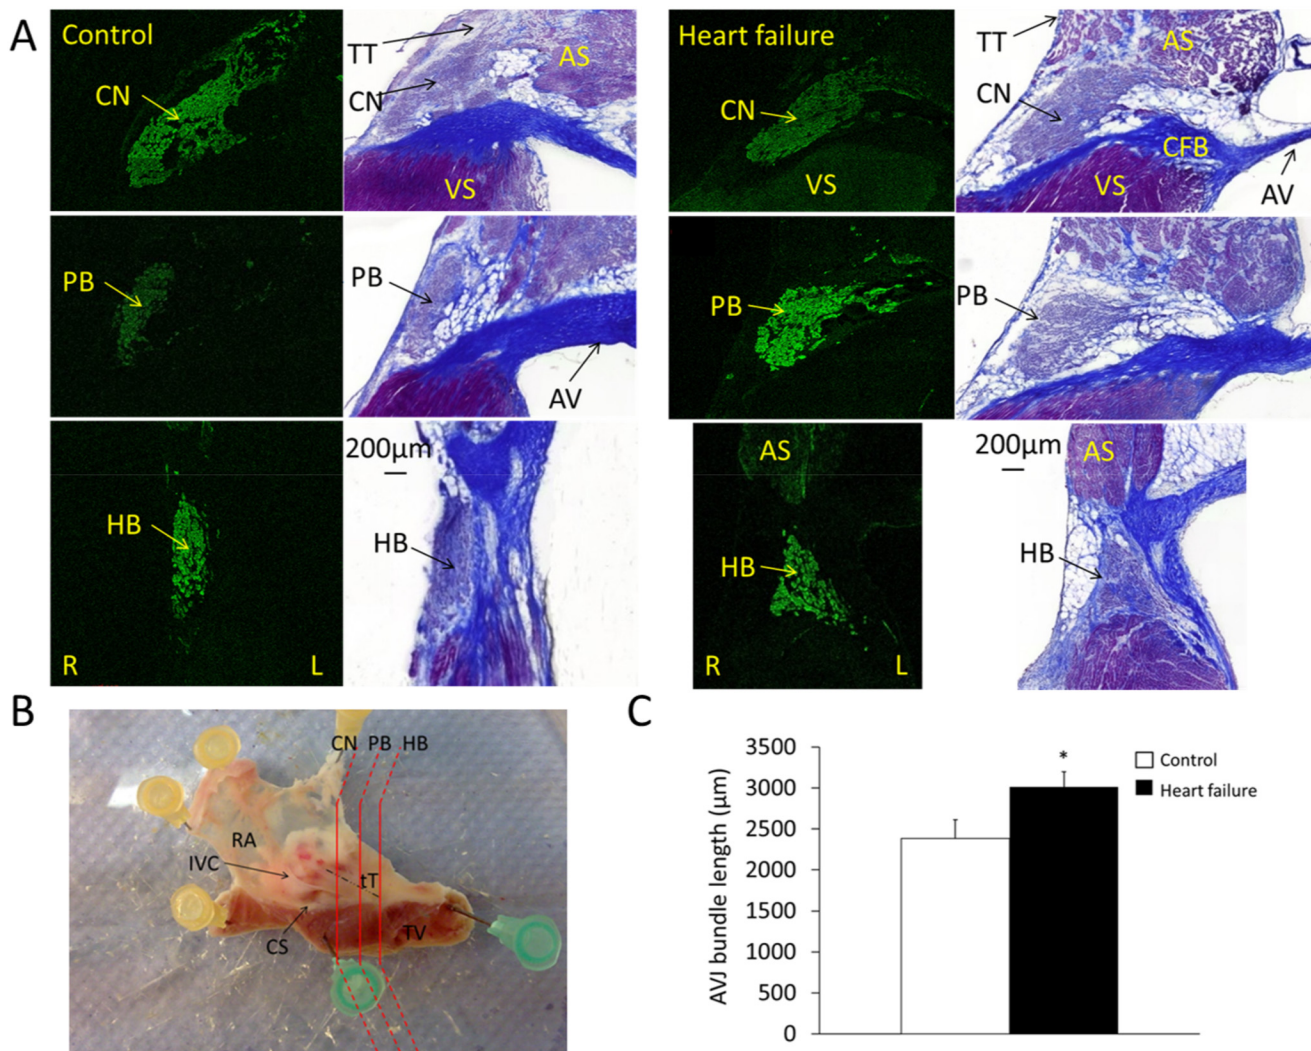 A
Control
CN
TT
CN
AS
VS
Heart failure
CN
VS
TT
AS
CN
CFB
VS
AV
PB
PB
AV
PB
PB
HB
R L
200μm
HB
AS
HB
R L
200μm
AS
HB
B
CN PB HB
RA
IVC
tT
CS
TV
C
AVJ bundle length (μm)
3500
3000
2500
2000
1500
1000
500
0
*
Control
Heart failure